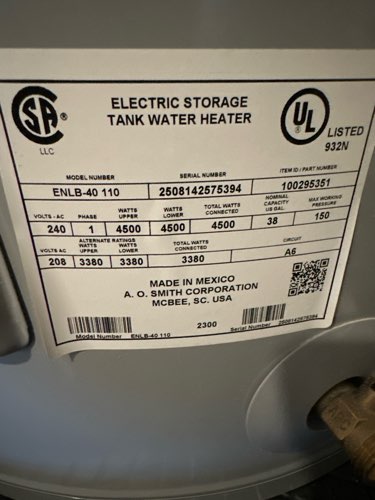 SA
LLC
ELECTRIC STORAGE
TANK WATER HEATER
UL
LISTED
932N
MODEL NUMBER SERIAL NUMBER ITEM ID / PART NUMBER
ENLB-40 110 2508142575394 100295351
VOLTS - AC PHASE WATTS UPPER WATTS LOWER TOTAL WATTS CONNECTED NOMINAL CAPACITY US GAL. MAX WORKING PRESSURE
240 1 4500 4500 4500 38 150
VOLTS - AC ALTERNATE RATINGS WATTS UPPER WATTS LOWER TOTAL WATTS CONNECTED CIRCUIT
208 3380 3380 3380 A6
MADE IN MEXICO
A. O. SMITH CORPORATION
MCBEE, SC. USA
2300
Model Number ENLB-40 110
Serial Number 2508142575394